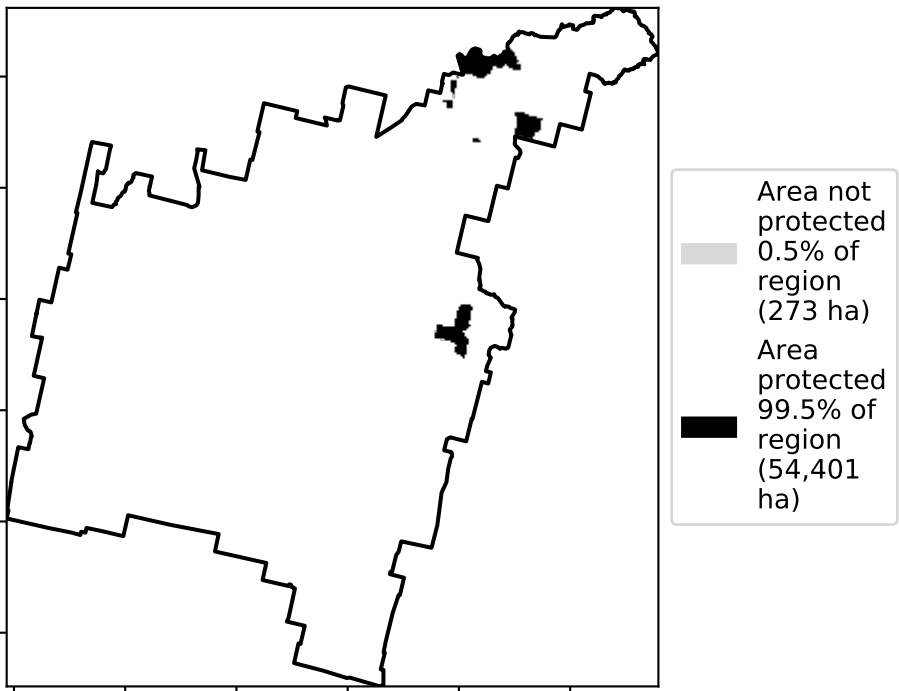 Area not
protected
0.5% of
region
(273 ha)
Area
protected
99.5% of
region
(54,401
ha)